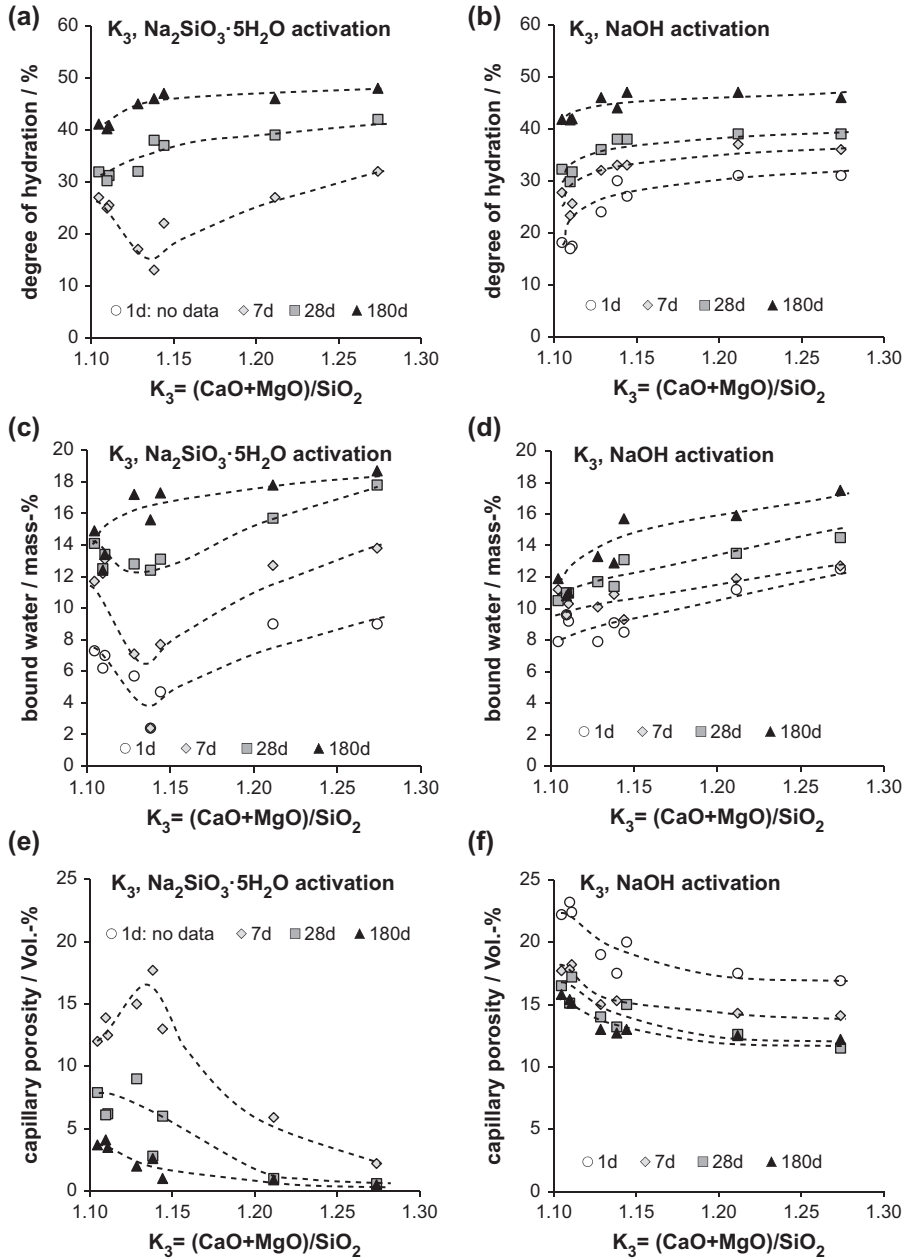 (a)
K₃, Na₂SiO₃·5H₂O activation
degree of hydration / %
60
50
40
30
20
10
0
1d: no data 7d 28d 180d
1.10 1.15 1.20 1.25 1.30
K₃= (CaO+MgO)/SiO₂
(b)
K₃, NaOH activation
degree of hydration / %
60
50
40
30
20
10
0
1d 7d 28d 180d
1.10 1.15 1.20 1.25 1.30
K₃= (CaO+MgO)/SiO₂
(c)
K₃, Na₂SiO₃·5H₂O activation
bound water / mass-%
20
18
16
14
12
10
8
6
4
2
0
1d 7d 28d 180d
1.10 1.15 1.20 1.25 1.30
K₃= (CaO+MgO)/SiO₂
(d)
K₃, NaOH activation
bound water / mass-%
20
18
16
14
12
10
8
6
4
2
0
1d 7d 28d 180d
1.10 1.15 1.20 1.25 1.30
K₃= (CaO+MgO)/SiO₂
(e)
K₃, Na₂SiO₃·5H₂O activation
capillary porosity / Vol.-%
25
20
15
10
5
0
1d: no data 7d 28d 180d
1.10 1.15 1.20 1.25 1.30
K₃= (CaO+MgO)/SiO₂
(f)
K₃, NaOH activation
capillary porosity / Vol.-%
25
20
15
10
5
0
1d 7d 28d 180d
1.10 1.15 1.20 1.25 1.30
K₃= (CaO+MgO)/SiO₂